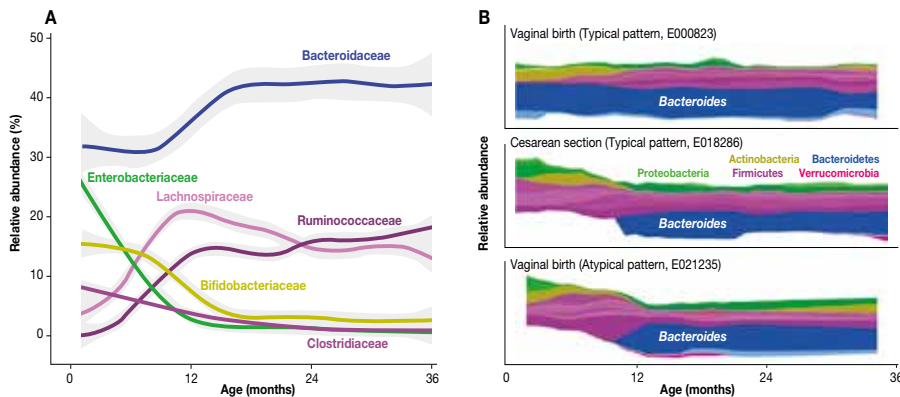 A
50
40
30
20
10
0
Relative abundance (%)
Bacteroidaceae
Enterobacteriaceae
Lachnospiraceae
Ruminococcaceae
Bifidobacteriaceae
Clostridiaceae
0 12 24 36
Age (months)
B
Relative abundance
Vaginal birth (Typical pattern, E000823)
Bacteroides
Cesarean section (Typical pattern, E018286)
Actinobacteria Bacteroidetes
Proteobacteria Firmicutes Verrucomicrobia
Bacteroides
Vaginal birth (Atypical pattern, E021235)
Bacteroides
0 12 24 36
Age (months)